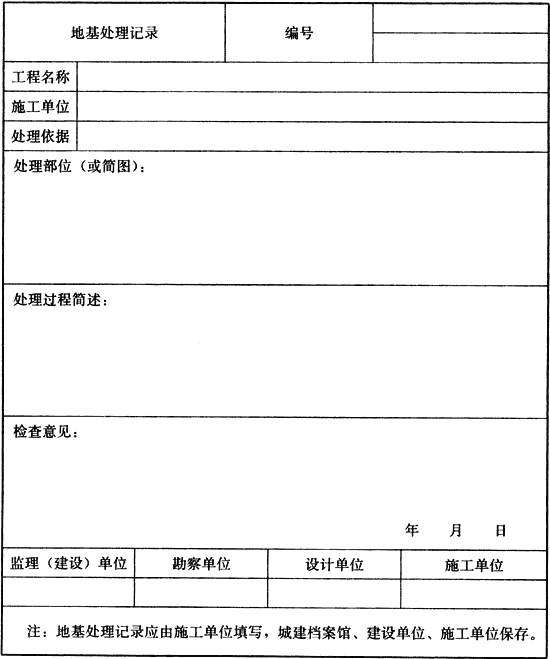 地基处理记录 编号
工程名称
施工单位
处理依据
处理部位（或简图）：
处理过程简述：
检查意见：
年 月 日
监理（建设）单位 勘察单位 设计单位 施工单位
注：地基处理记录应由施工单位填写，城建档案馆、建设单位、施工单位保存。